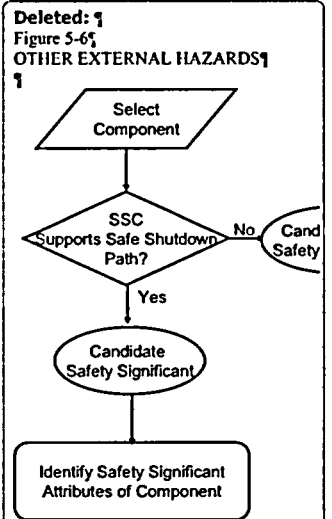 Deleted: ¶
Figure 5-6¶
OTHER EXTERNAL HAZARDS¶
¶
Select
Component
SSC
Supports Safe Shutdown
Path?
No
Cand
Safety
Yes
Candidate
Safety Significant
Identify Safety Significant
Attributes of Component